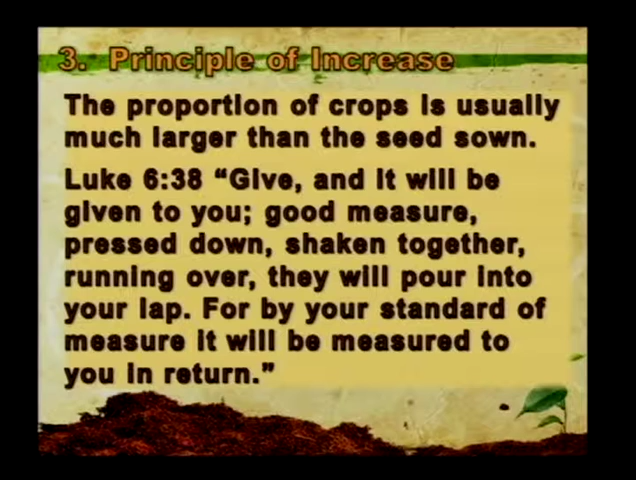 3. Principle of Increase
The proportion of crops is usually
much larger than the seed sown.
Luke 6:38 “Give, and it will be
given to you; good measure,
pressed down, shaken together,
running over, they will pour into
your lap. For by your standard of
measure it will be measured to
you in return.”